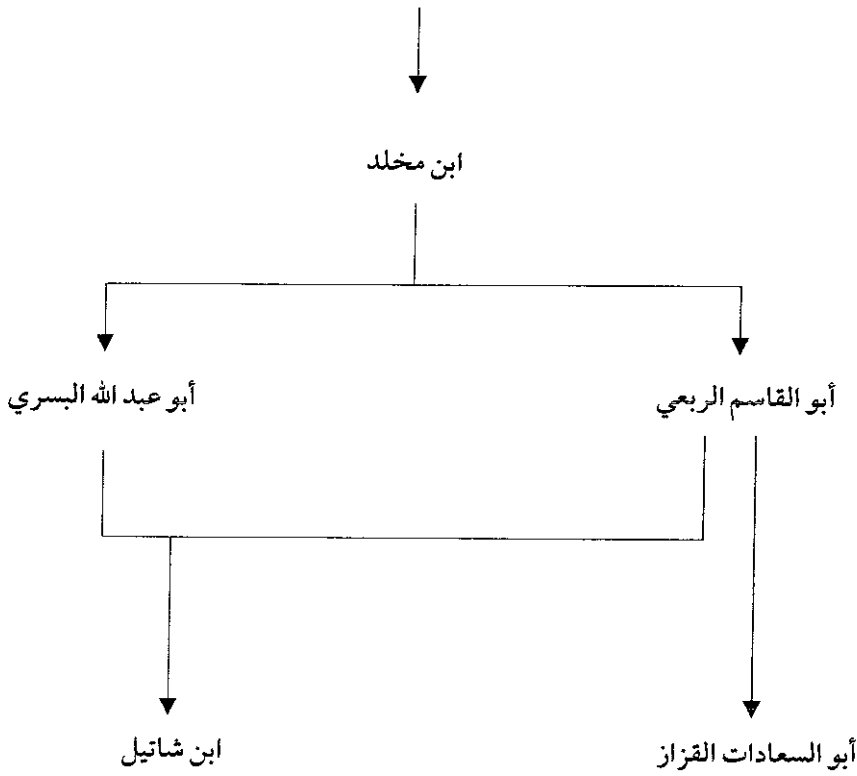 ابن مخلد
أبو القاسم الربعي
أبو عبد الله البسري
أبو السعادات القزاز
ابن شاتيل